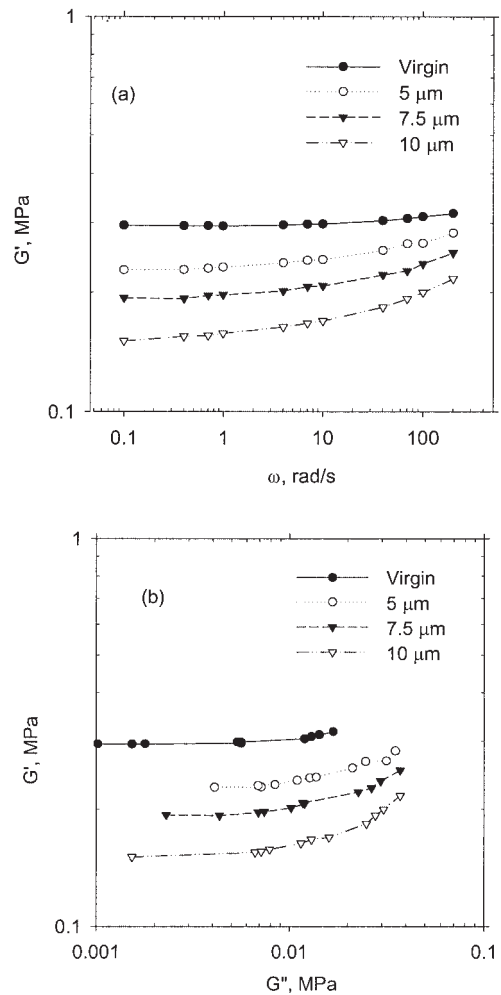 1
(a)
Virgin
5 μm
7.5 μm
10 μm
G', MPa
0.1
0.1 1 10 100
ω, rad/s
1
(b)
Virgin
5 μm
7.5 μm
10 μm
G', MPa
0.1
0.001 0.01 0.1
G", MPa